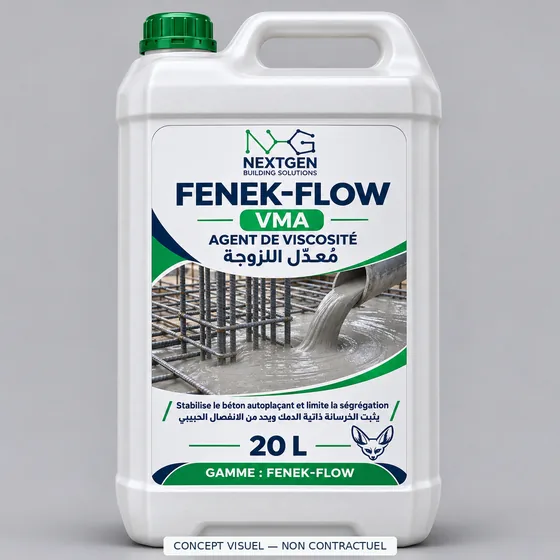 NEXTGEN
BUILDING SOLUTIONS
FENEK-FLOW
VMA
AGENT DE VISCOSITÉ
مُعدّل اللزوجة
Stabilise le béton autoplaçant et limite la ségrégation
يثبت الخرسانة ذاتية الدمك ويحد من الانفصال الحبيبي
20 L
GAMME : FENEK-FLOW
CONCEPT VISUEL — NON CONTRACTUEL